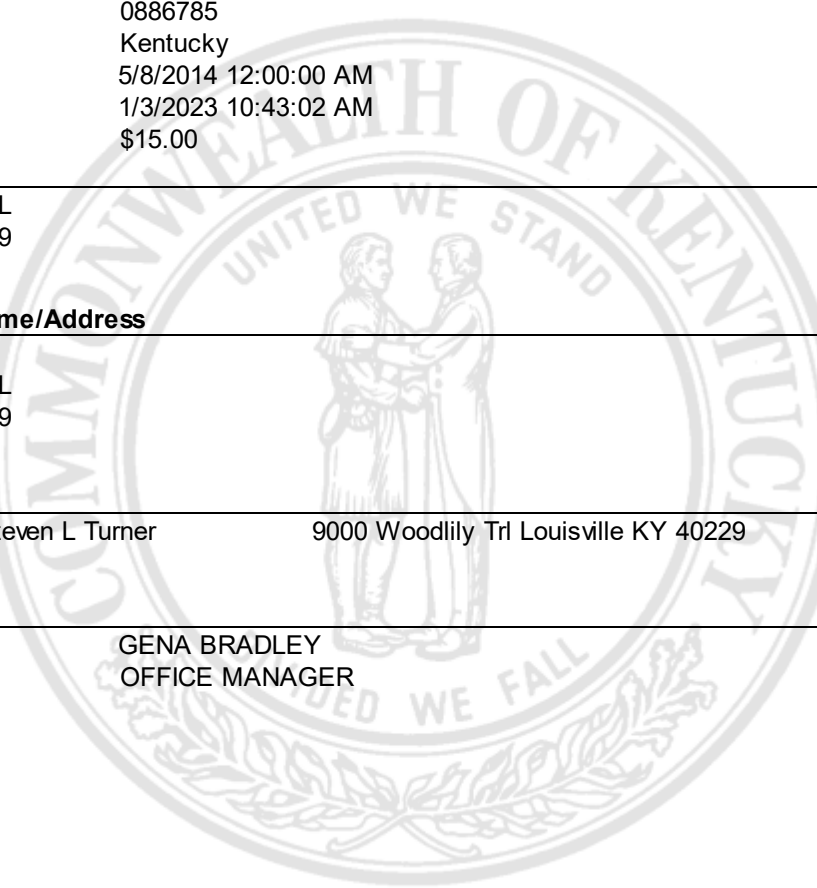 0886785
Kentucky
5/8/2014 12:00:00 AM
1/3/2023 10:43:02 AM
$15.00
L
9
me/Address
L
9
teven L Turner 9000 Woodlily Trl Louisville KY 40229
GENA BRADLEY
OFFICE MANAGER
COMMONWEALTH OF KENTUCKY
UNITED WE STAND
WE FALL